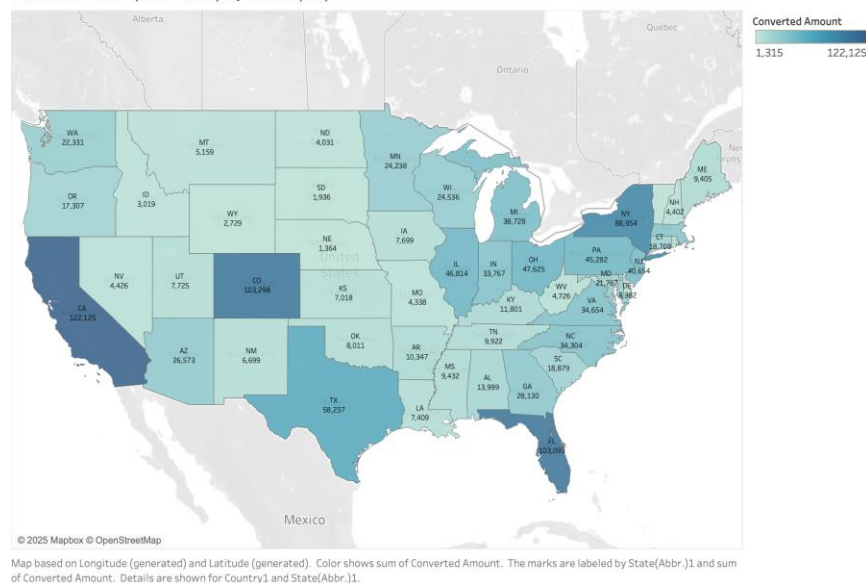 Alberta
Quebec
Ontario
Converted Amount
1,315 122,125
WA
22,331
MT
5,159
ND
4,031
MN
24,238
ME
9,405
OR
17,307
ID
3,019
SD
1,936
WI
24,536
MI
38,728
NY
88,954
NH
4,402
WY
2,729
IA
7,699
NE
1,364
CT
18,708
NV
4,426
UT
7,725
CO
103,298
IL
46,814
IN
33,767
OH
47,625
PA
45,282
NJ
40,654
MD
21,767
DE
4,382
CA
122,125
KS
7,018
MO
4,338
KY
11,801
WV
4,726
VA
34,654
AZ
26,573
NM
6,699
OK
8,011
AR
10,347
TN
9,922
NC
34,304
SC
18,879
TX
58,237
LA
7,409
MS
9,432
AL
13,999
GA
28,130
FL
United
States
Mexico
© 2025 Mapbox © OpenStreetMap
Map based on Longitude (generated) and Latitude (generated). Color shows sum of Converted Amount. The marks are labeled by State(Abbr.)1 and sum
of Converted Amount. Details are shown for Country1 and State(Abbr.)1.